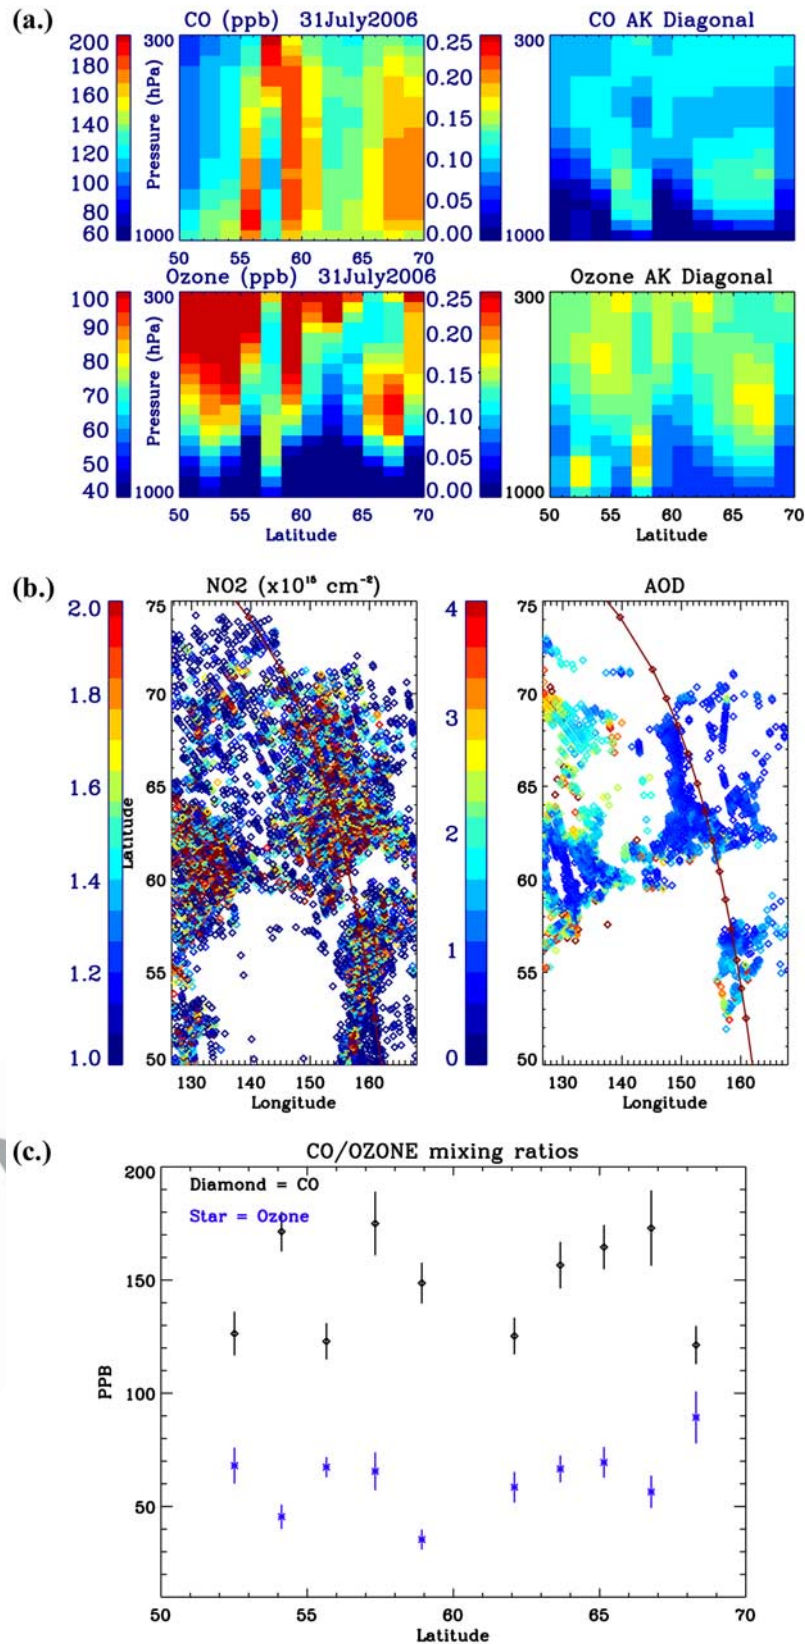 (a.)
CO (ppb) 31July2006
CO AK Diagonal
200
180
160
140
120
100
80
60
300
Pressure (hPa)
1000
50 55 60 65 70
0.25
0.20
0.15
0.10
0.05
0.00
300
1000
50 55 60 65 70
Ozone (ppb) 31July2006
Ozone AK Diagonal
100
90
80
70
60
50
40
300
Pressure (hPa)
1000
50 55 60 65 70
Latitude
0.25
0.20
0.15
0.10
0.05
0.00
300
1000
50 55 60 65 70
Latitude
(b.)
NO2 (x10¹⁵ cm⁻²)
AOD
2.0
1.8
1.6
1.4
1.2
1.0
Latitude
75
70
65
60
55
50
130 140 150 160
Longitude
4
3
2
1
0
75
70
65
60
55
50
130 140 150 160
Longitude
(c.)
CO/OZONE mixing ratios
Diamond = CO
Star = Ozone
200
150
100
50
PPB
50 55 60 65 70
Latitude